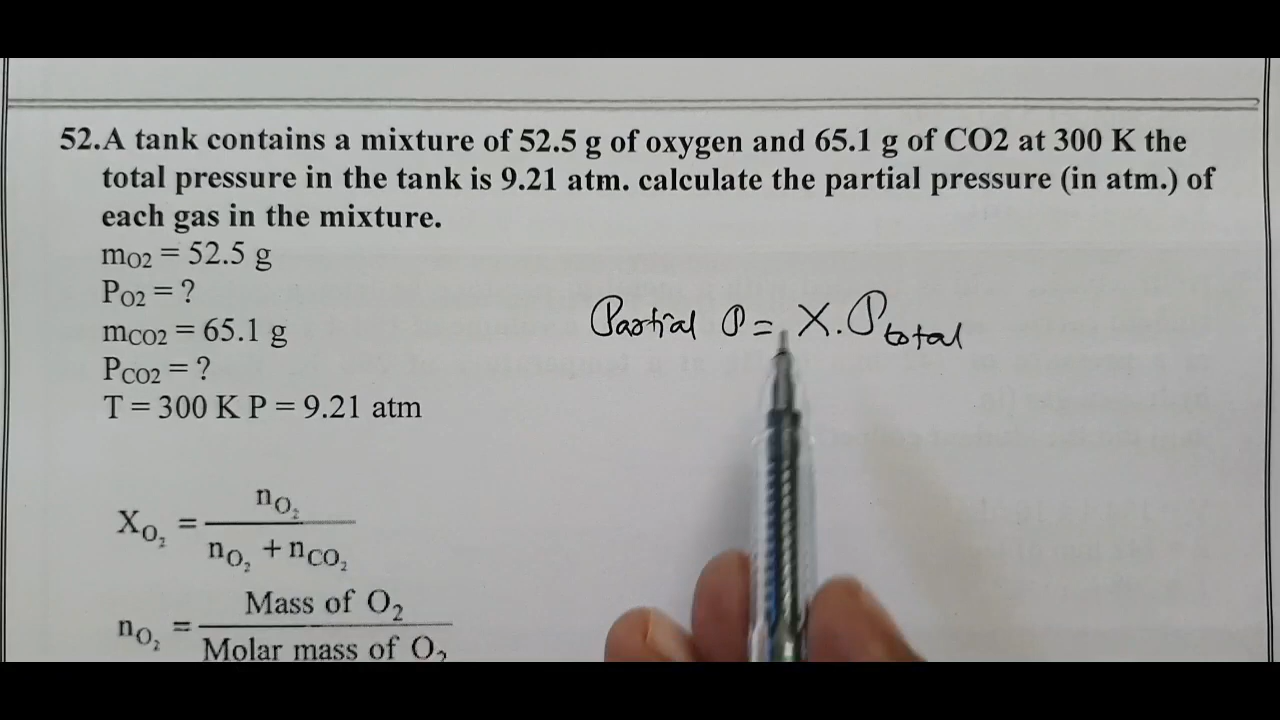 52.A tank contains a mixture of 52.5 g of oxygen and 65.1 g of CO2 at 300 K the
total pressure in the tank is 9.21 atm. calculate the partial pressure (in atm.) of
each gas in the mixture.
mO2 = 52.5 g
PO2 = ?
mCO2 = 65.1 g
PCO2 = ?
T = 300 K P = 9.21 atm
Partial P = X . Ptotal
XO2 = nO2 / nO2 + nCO2
nO2 = Mass of O2 / Molar mass of O2